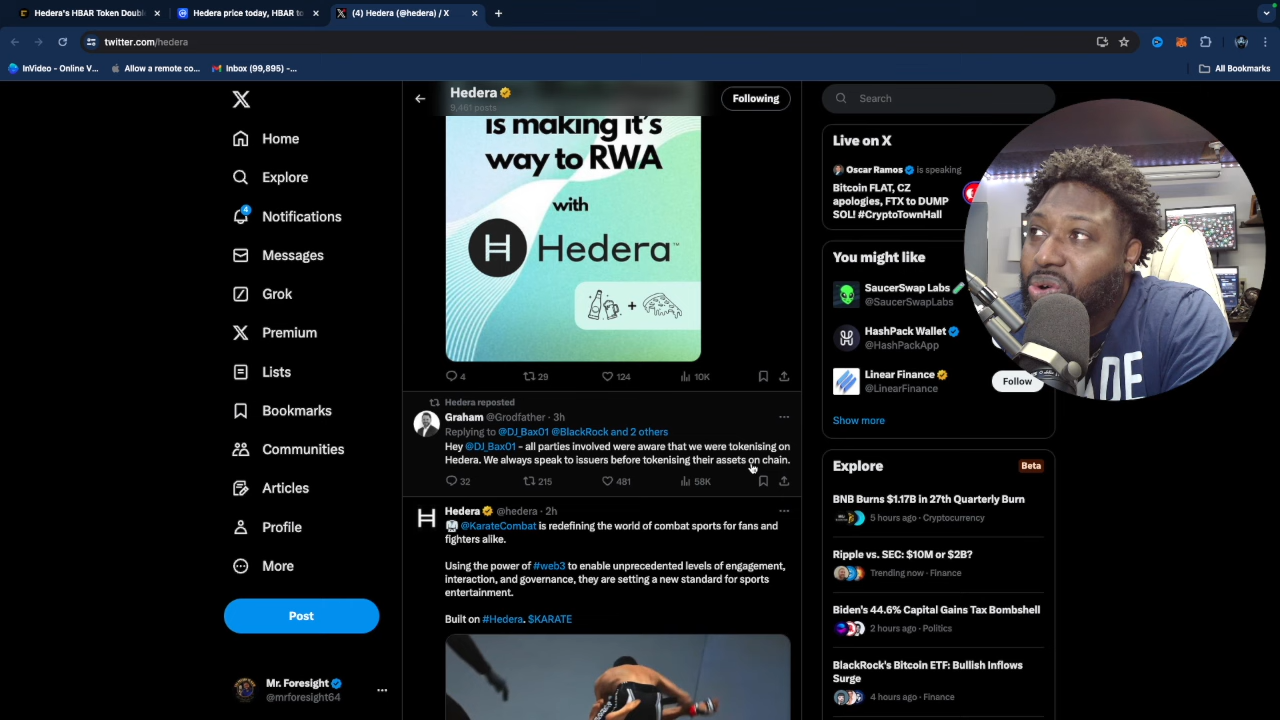 Hedera's HBAR Token Doubl
Hedera price today, HBAR to
(4) Hedera (@hedera) / X
twitter.com/hedera
InVideo - Online V...
Allow a remote co...
Inbox (99,895) -...
All Bookmarks
Home
Explore
Notifications
4
Messages
Grok
Premium
Lists
Bookmarks
Communities
Articles
Profile
More
Post
Mr. Foresight
@mrforesight64
Hedera
9,461 posts
Following
is making it's
way to RWA
with
Hedera™
4
29
124
10K
Hedera reposted
Graham @Grodfather · 3h
Replying to @DJ_Bax01 @BlackRock and 2 others
Hey @DJ_Bax01 - all parties involved were aware that we were tokenising on
Hedera. We always speak to issuers before tokenising their assets on chain.
32
215
481
58K
Hedera @hedera · 2h
@KarateCombat is redefining the world of combat sports for fans and
fighters alike.
Using the power of #web3 to enable unprecedented levels of engagement,
interaction, and governance, they are setting a new standard for sports
entertainment.
Built on #Hedera. $KARATE
Search
Live on X
Oscar Ramos is speaking
Bitcoin FLAT, CZ
apologies, FTX to DUMP
SOL! #CryptoTownHall
You might like
SaucerSwap Labs
@SaucerSwapLabs
HashPack Wallet
@HashPackApp
Linear Finance
@LinearFinance
Follow
Show more
Explore
Beta
BNB Burns $1.17B in 27th Quarterly Burn
5 hours ago · Cryptocurrency
Ripple vs. SEC: $10M or $2B?
Trending now · Finance
Biden's 44.6% Capital Gains Tax Bombshell
2 hours ago · Politics
BlackRock's Bitcoin ETF: Bullish Inflows
Surge
4 hours ago · Finance